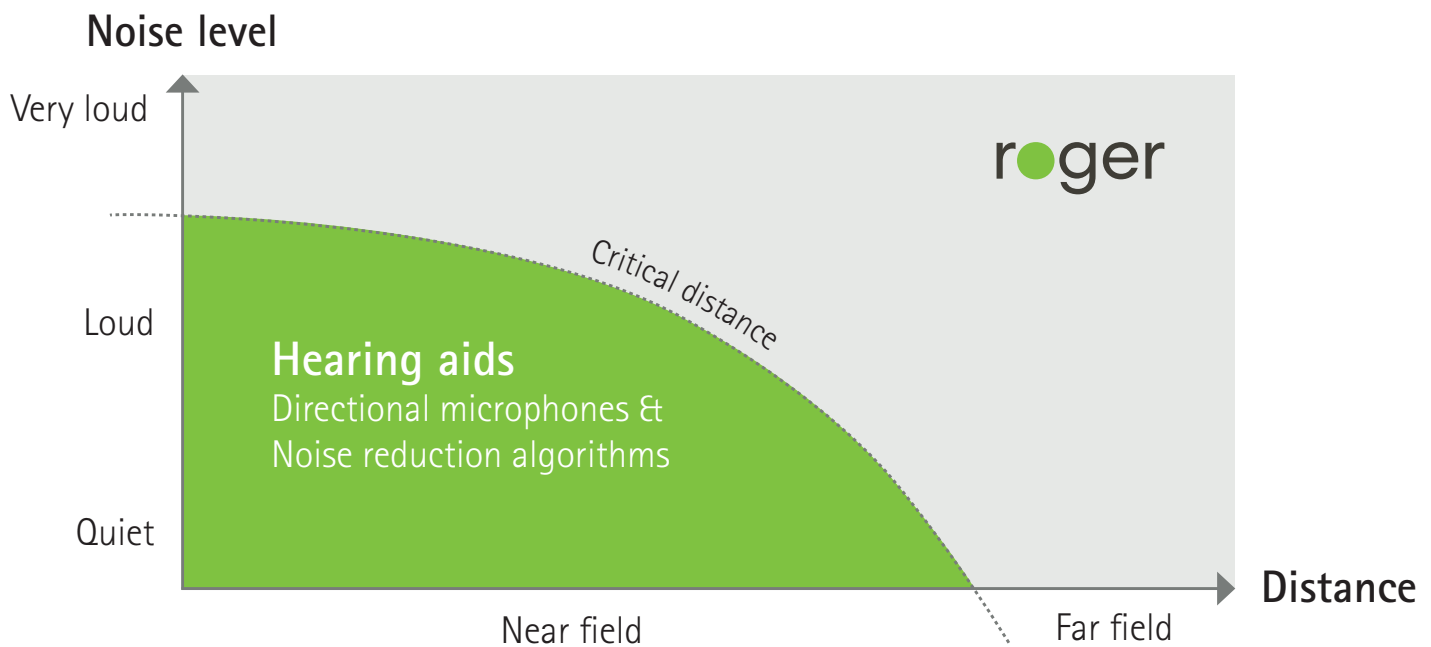 Noise level
Very loud
roger
Critical distance
Loud
Hearing aids
Directional microphones &
Noise reduction algorithms
Quiet
Distance
Near field
Far field